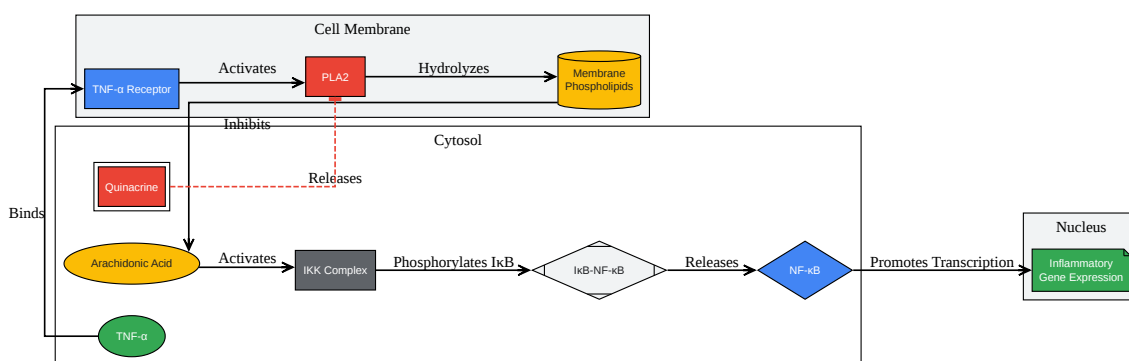 Cell Membrane
TNF-α Receptor
Activates
PLA2
Hydrolyzes
Membrane
Phospholipids
Inhibits
Cytosol
Quinacrine
Releases
Binds
Arachidonic Acid
Activates
IKK Complex
Phosphorylates IκB
IκB-NF-κB
Releases
NF-κB
Promotes Transcription
Nucleus
Inflammatory
Gene Expression
TNF-α